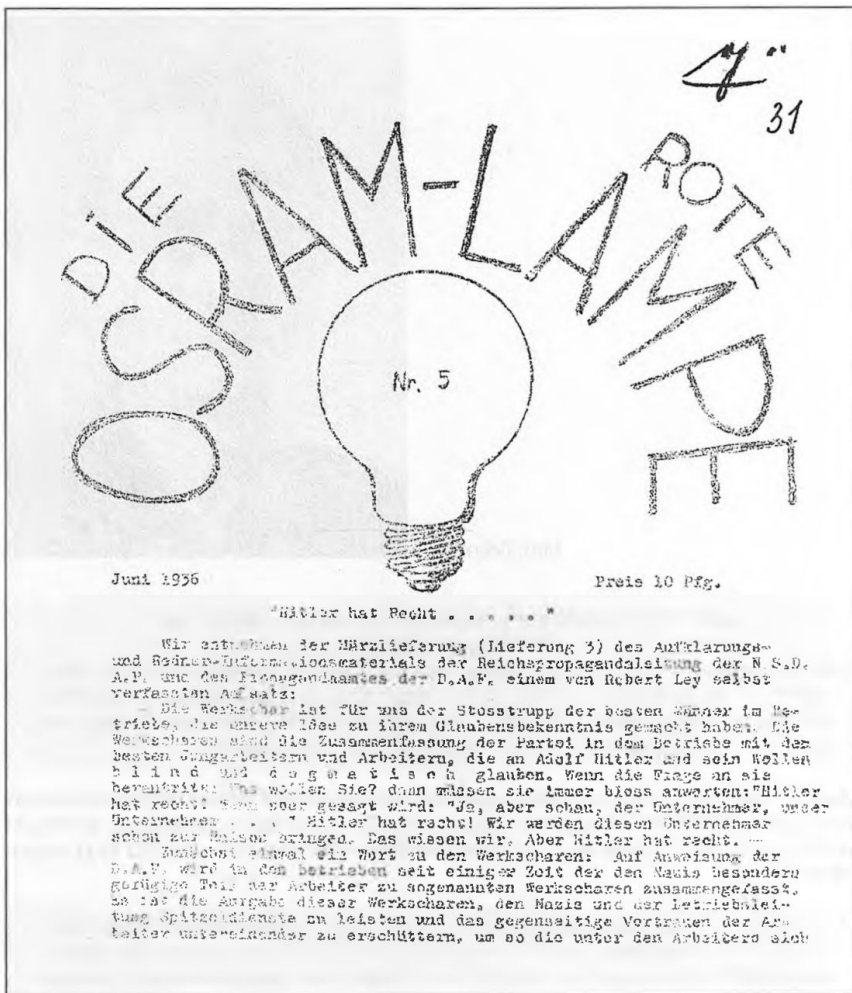 31
DIE ROTE
OSRAM-LAMPE
Nr. 5
Juni 1936
Preis 10 Pfg.
"Hitler hat Recht . . . . . "
Wir entnehmen der Märzlieferung (Lieferung 3) des Aufklärungs-
und Redner-Informationsmaterials der Reichspropagandaleitung der N.S.D.
A.P. und des Propagandaamtes der D.A.F. einem von Robert Ley selbst
verfassten Aufsatz:
- Die Werkschar ist für uns der Stosstrupp der besten Männer im Be-
triebe, die unsere Idee zu ihrem Glaubensbekenntnis gemacht haben. Die
Werkscharen sind die Zusammenfassung der Partei in dem Betriebe mit den
besten Jungarbeitern und Arbeitern, die an Adolf Hitler und sein Wollen
b l i n d und d o g m a t i s c h glauben. Wenn die Frage an sie
herantritt: Was wollen Sie? dann müssen sie immer bloss anworten:"Hitler
hat recht! Wenn aber gesagt wird: "Ja, aber schau, der Unternehmer, unser
Unternehmer . . . " Hitler hat recht! Wir werden diesen Unternehmer
schon zur Raison bringen. Das wissen wir. Aber Hitler hat recht. -
Zunächst einmal ein Wort zu den Werkscharen: Auf Anweisung der
D.A.F. wird in den betrieben seit einiger Zeit der den Nazis besonders
gefügige Teil der Arbeiter zu sogenannten Werkscharen zusammengefasst.
Es ist die Aufgabe dieser Werkscharen, den Nazis und der Betriebslei-
tung Spitzeldienste zu leisten und das gegenseitige Vertrauen der Ar-
beiter untereinander zu erschüttern, um so die unter den Arbeitern sich